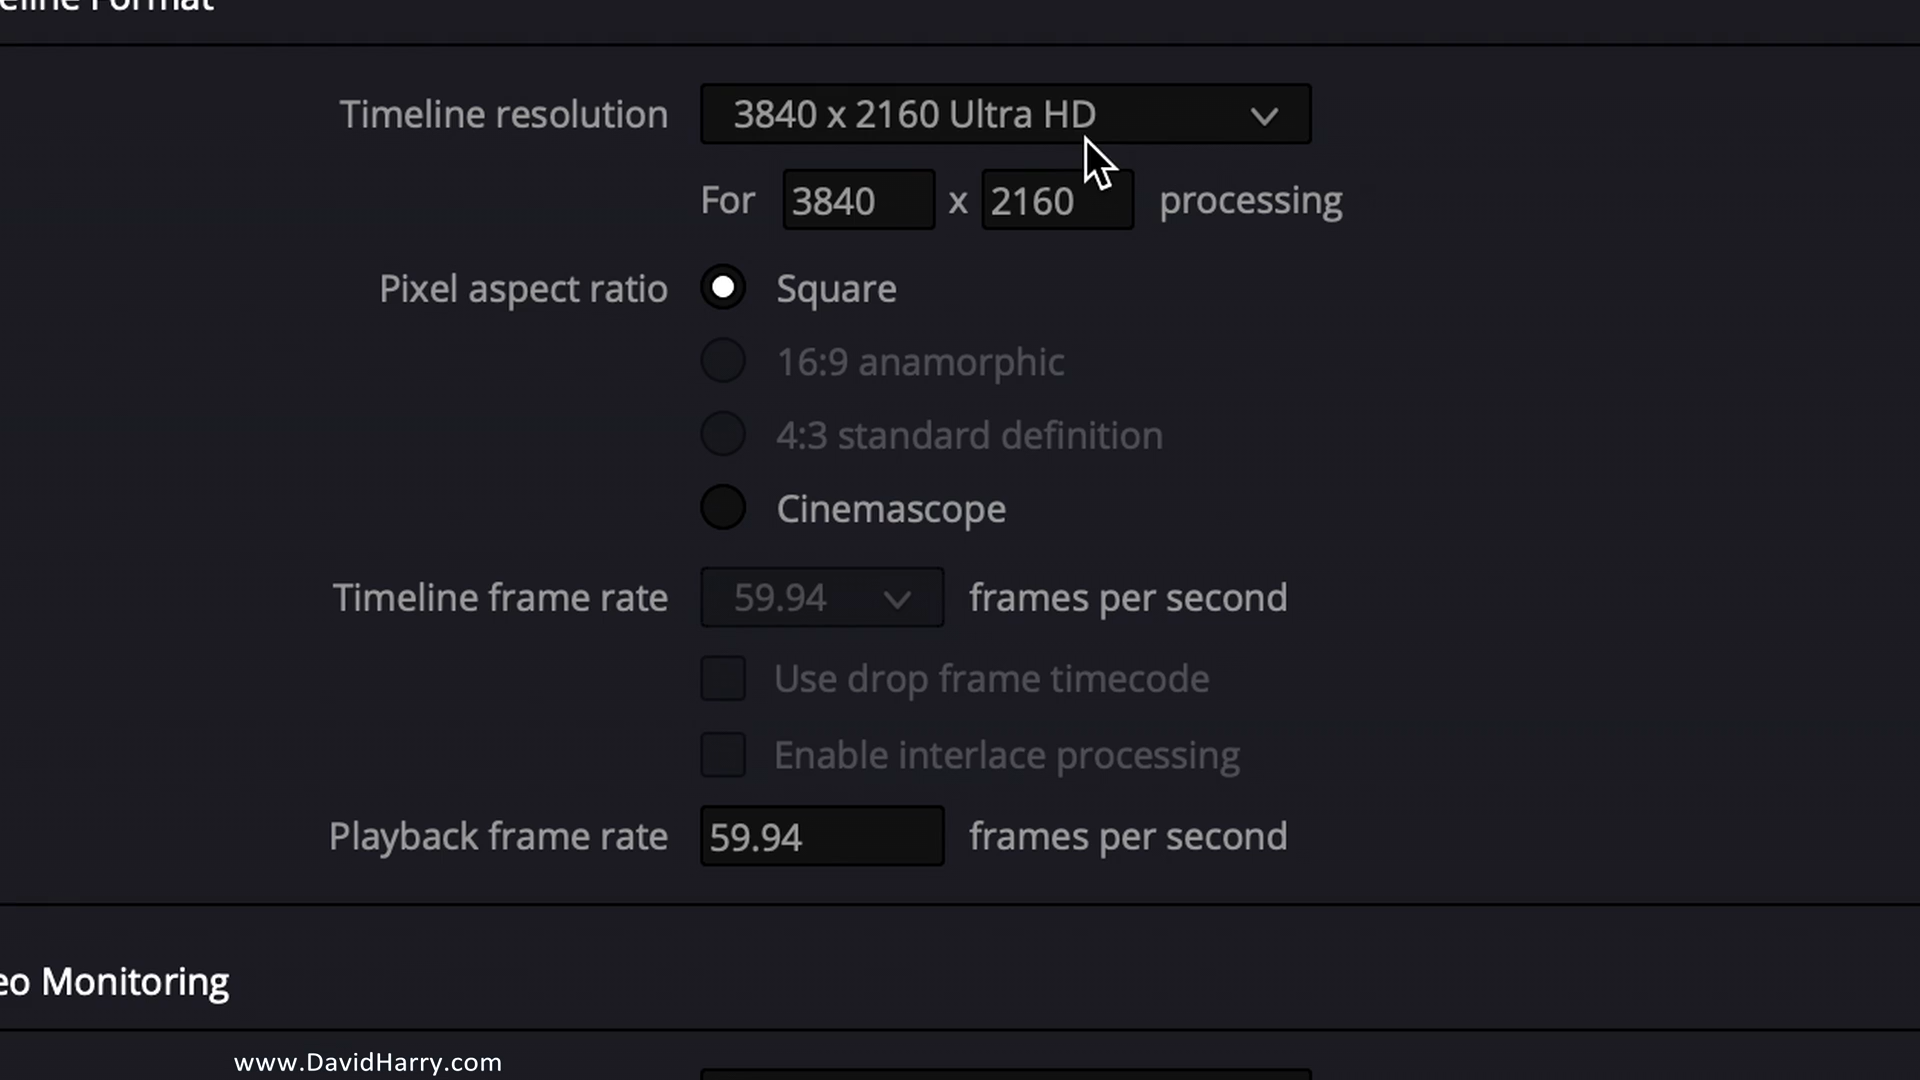 Format
Timeline resolution 3840 x 2160 Ultra HD
For 3840 x 2160 processing
Pixel aspect ratio Square
16:9 anamorphic
4:3 standard definition
Cinemascope
Timeline frame rate 59.94 frames per second
Use drop frame timecode
Enable interlace processing
Playback frame rate 59.94 frames per second
eo Monitoring
www.DavidHarry.com